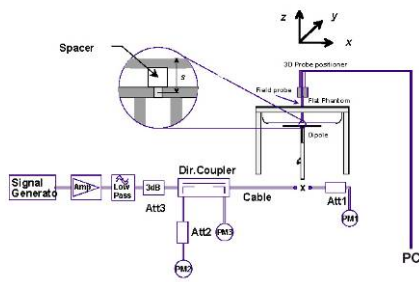 z
y
x
Spacer
s
3D Probe positioner
Field probe
Flat Phantom
Dipole
Signal
Generato
Amp
Low
Pass
3dB
Att3
Dir.Coupler
Cable
x
Att1
PM1
Att2
PM3
PM2
PC